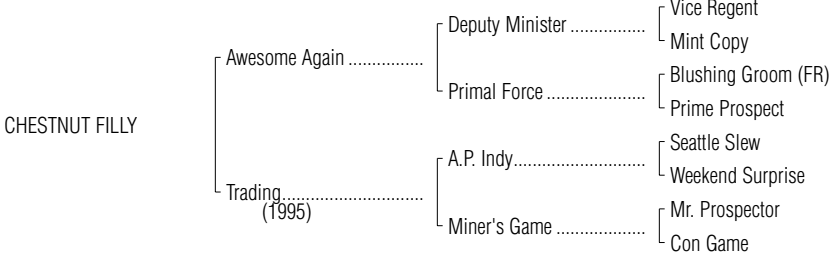 Vice Regent
Deputy Minister ................
Mint Copy
Awesome Again ................
Blushing Groom (FR)
Primal Force .....................
Prime Prospect
CHESTNUT FILLY
Seattle Slew
A.P. Indy.............................
Weekend Surprise
Trading...............................
(1995)
Mr. Prospector
Miner's Game ...................
Con Game